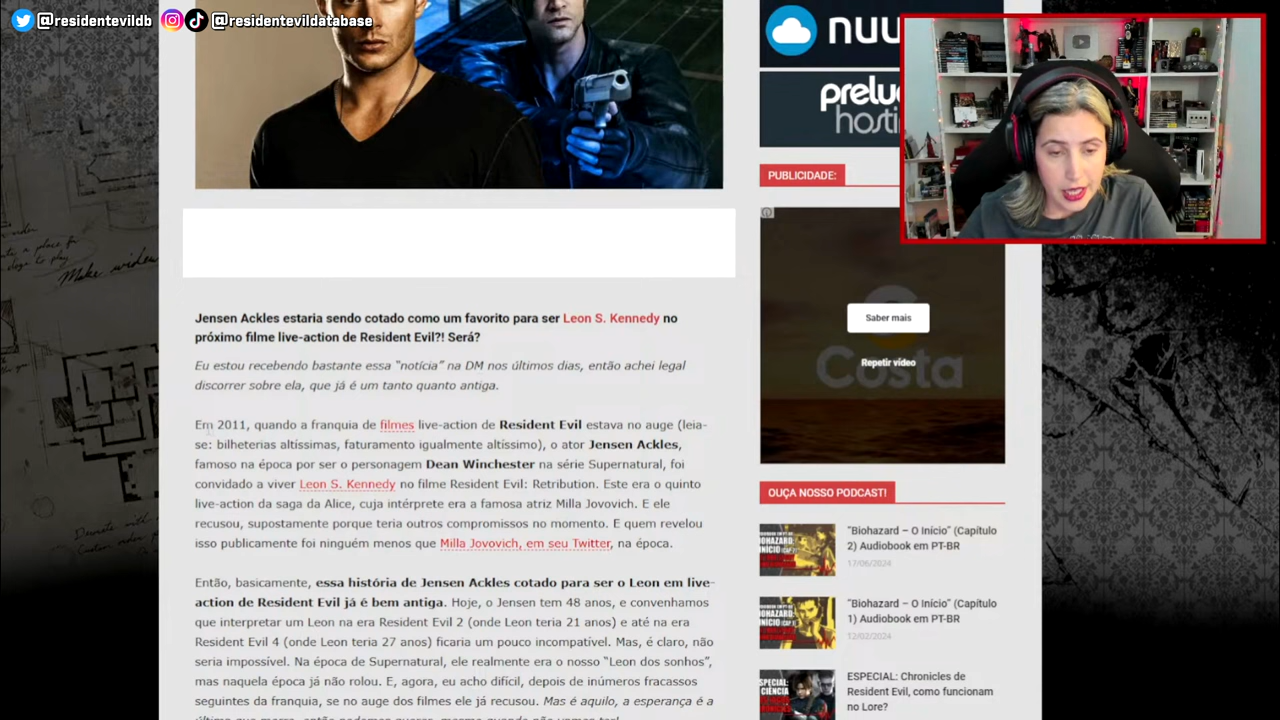 @residentevildb @residentevildatabase
nuu
prelu
hosti
PUBLICIDADE:
Saber mais
Costa
Repetir vídeo
Jensen Ackles estaria sendo cotado como um favorito para ser Leon S. Kennedy no
próximo filme live-action de Resident Evil?! Será?
Eu estou recebendo bastante essa “notícia” na DM nos últimos dias, então achei legal
discorrer sobre ela, que já é um tanto quanto antiga.
Em 2011, quando a franquia de filmes live-action de Resident Evil estava no auge (leia-
se: bilheterias altíssimas, faturamento igualmente altíssimo), o ator Jensen Ackles,
famoso na época por ser o personagem Dean Winchester na série Supernatural, foi
convidado a viver Leon S. Kennedy no filme Resident Evil: Retribution. Este era o quinto
live-action da saga da Alice, cuja intérprete era a famosa atriz Milla Jovovich. E ele
recusou, supostamente porque teria outros compromissos no momento. E quem revelou
isso publicamente foi ninguém menos que Milla Jovovich, em seu Twitter, na época.
Então, basicamente, essa história de Jensen Ackles cotado para ser o Leon em live-
action de Resident Evil já é bem antiga. Hoje, o Jensen tem 48 anos, e convenhamos
que interpretar um Leon na era Resident Evil 2 (onde Leon teria 21 anos) e até na era
Resident Evil 4 (onde Leon teria 27 anos) ficaria um pouco incompatível. Mas, é claro, não
seria impossível. Na época de Supernatural, ele realmente era o nosso “Leon dos sonhos”,
mas naquela época já não rolou. E, agora, eu acho difícil, depois de inúmeros fracassos
seguintes da franquia, se no auge dos filmes ele já recusou. Mas é aquilo, a esperança é a
OUÇA NOSSO PODCAST!
“Biohazard – O Início” (Capítulo
2) Audiobook em PT-BR
17/06/2024
“Biohazard – O Início” (Capítulo
1) Audiobook em PT-BR
12/02/2024
ESPECIAL: Chronicles de
Resident Evil, como funcionam
no Lore?